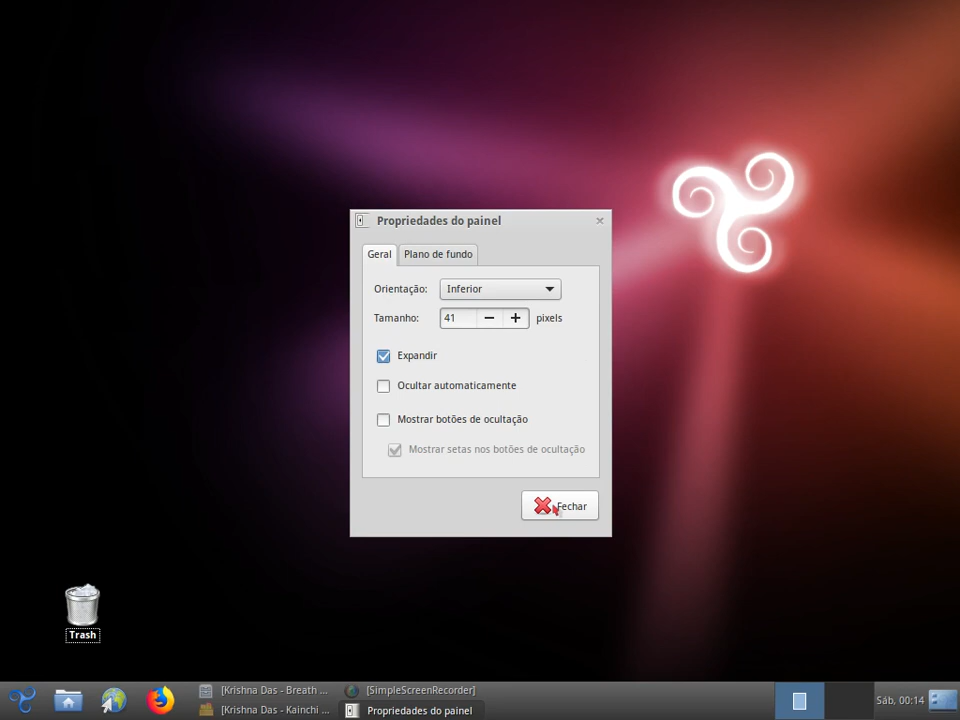 Propriedades do painel
Geral Plano de fundo
Orientação: Inferior
Tamanho: 41 pixels
Expandir
Ocultar automaticamente
Mostrar botões de ocultação
Mostrar setas nos botões de ocultação
Fechar
Trash
[Krishna Das - Breath ... [SimpleScreenRecorder]
[Krishna Das - Kainchi ... Propriedades do painel
Sáb, 00:14